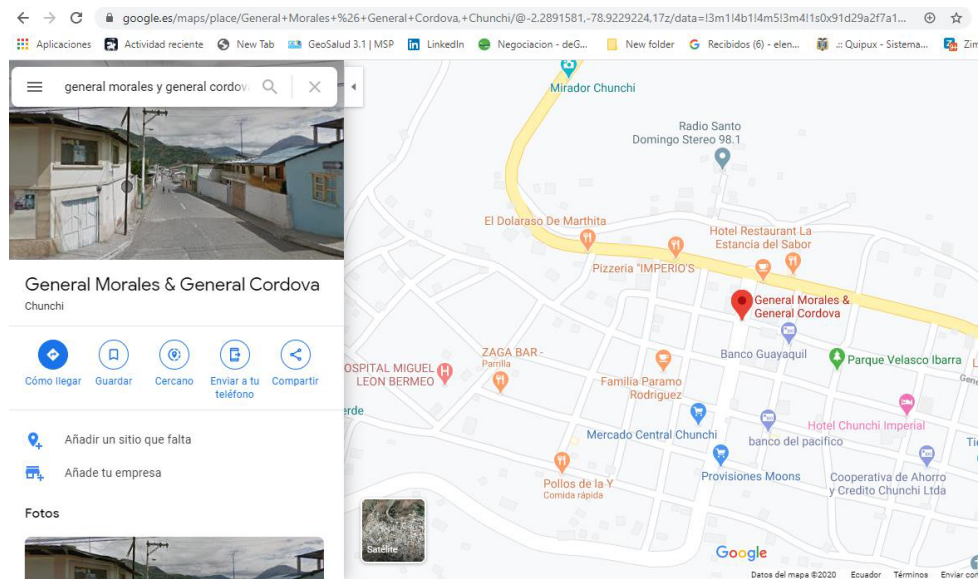 google.es/maps/place/General+Morales+%26+General+Cordova,+Chunchi/@-2.2891581,-78.9229224,17z/data=!3m1!4b1!4m5!3m4!1s0x91d29a2f7a1...
Aplicaciones Actividad reciente New Tab GeoSalud 3.1 | MSP LinkedIn Negociacion - deG... New folder Recibidos (6) - elen... .:: Quipux - Sistema...
general morales y general cordov
General Morales & General Cordova
Chunchi
Cómo llegar Guardar Cercano Enviar a tu teléfono Compartir
Añadir un sitio que falta
Añade tu empresa
Fotos
Mirador Chunchi
Radio Santo
Domingo Stereo 98.1
El Dolaraso De Marthita
Hotel Restaurant La
Estancia del Sabor
Pizzeria "IMPERIO'S
General Morales &
General Cordova
Banco Guayaquil
Parque Velasco Ibarra
ZAGA BAR -
Parrilla
OSPITAL MIGUEL
LEON BERMEO
Familia Paramo
Rodriguez
Hotel Chunchi Imperial
Mercado Central Chunchi
banco del pacifico
Provisiones Moons
Cooperativa de Ahorro
y Credito Chunchi Ltda
Pollos de la Y
Comida rápida
Satélite
Google
Datos del mapa ©2020 Ecuador Términos Enviar com